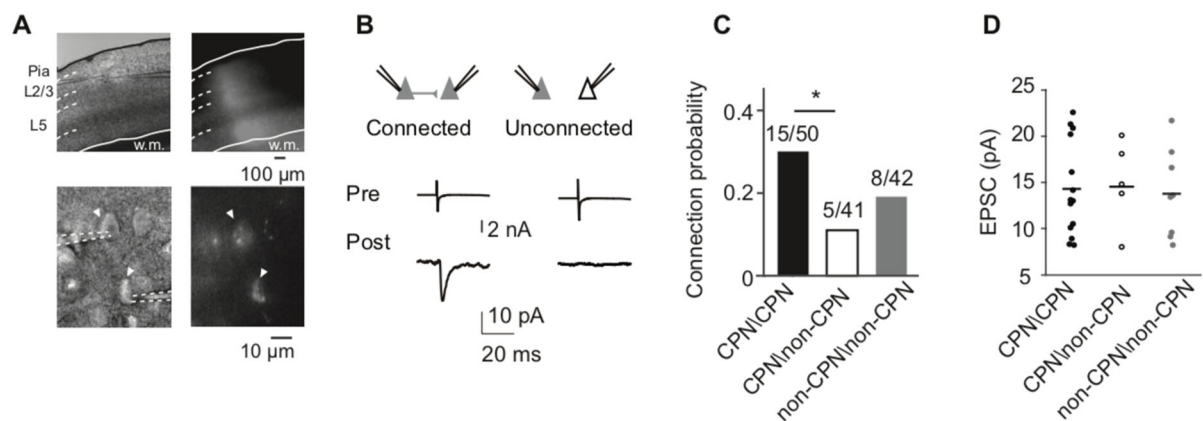 A
Pia
L2/3
L5
w.m.
w.m.
100 µm
10 µm
B
Connected
Unconnected
Pre
2 nA
Post
10 pA
20 ms
C
Connection probability
0.4
0.2
0
*
15/50
5/41
8/42
CPN\CPN
CPN\non-CPN
non-CPN\non-CPN
D
EPSC (pA)
25
20
15
10
5
CPN\CPN
CPN\non-CPN
non-CPN\non-CPN